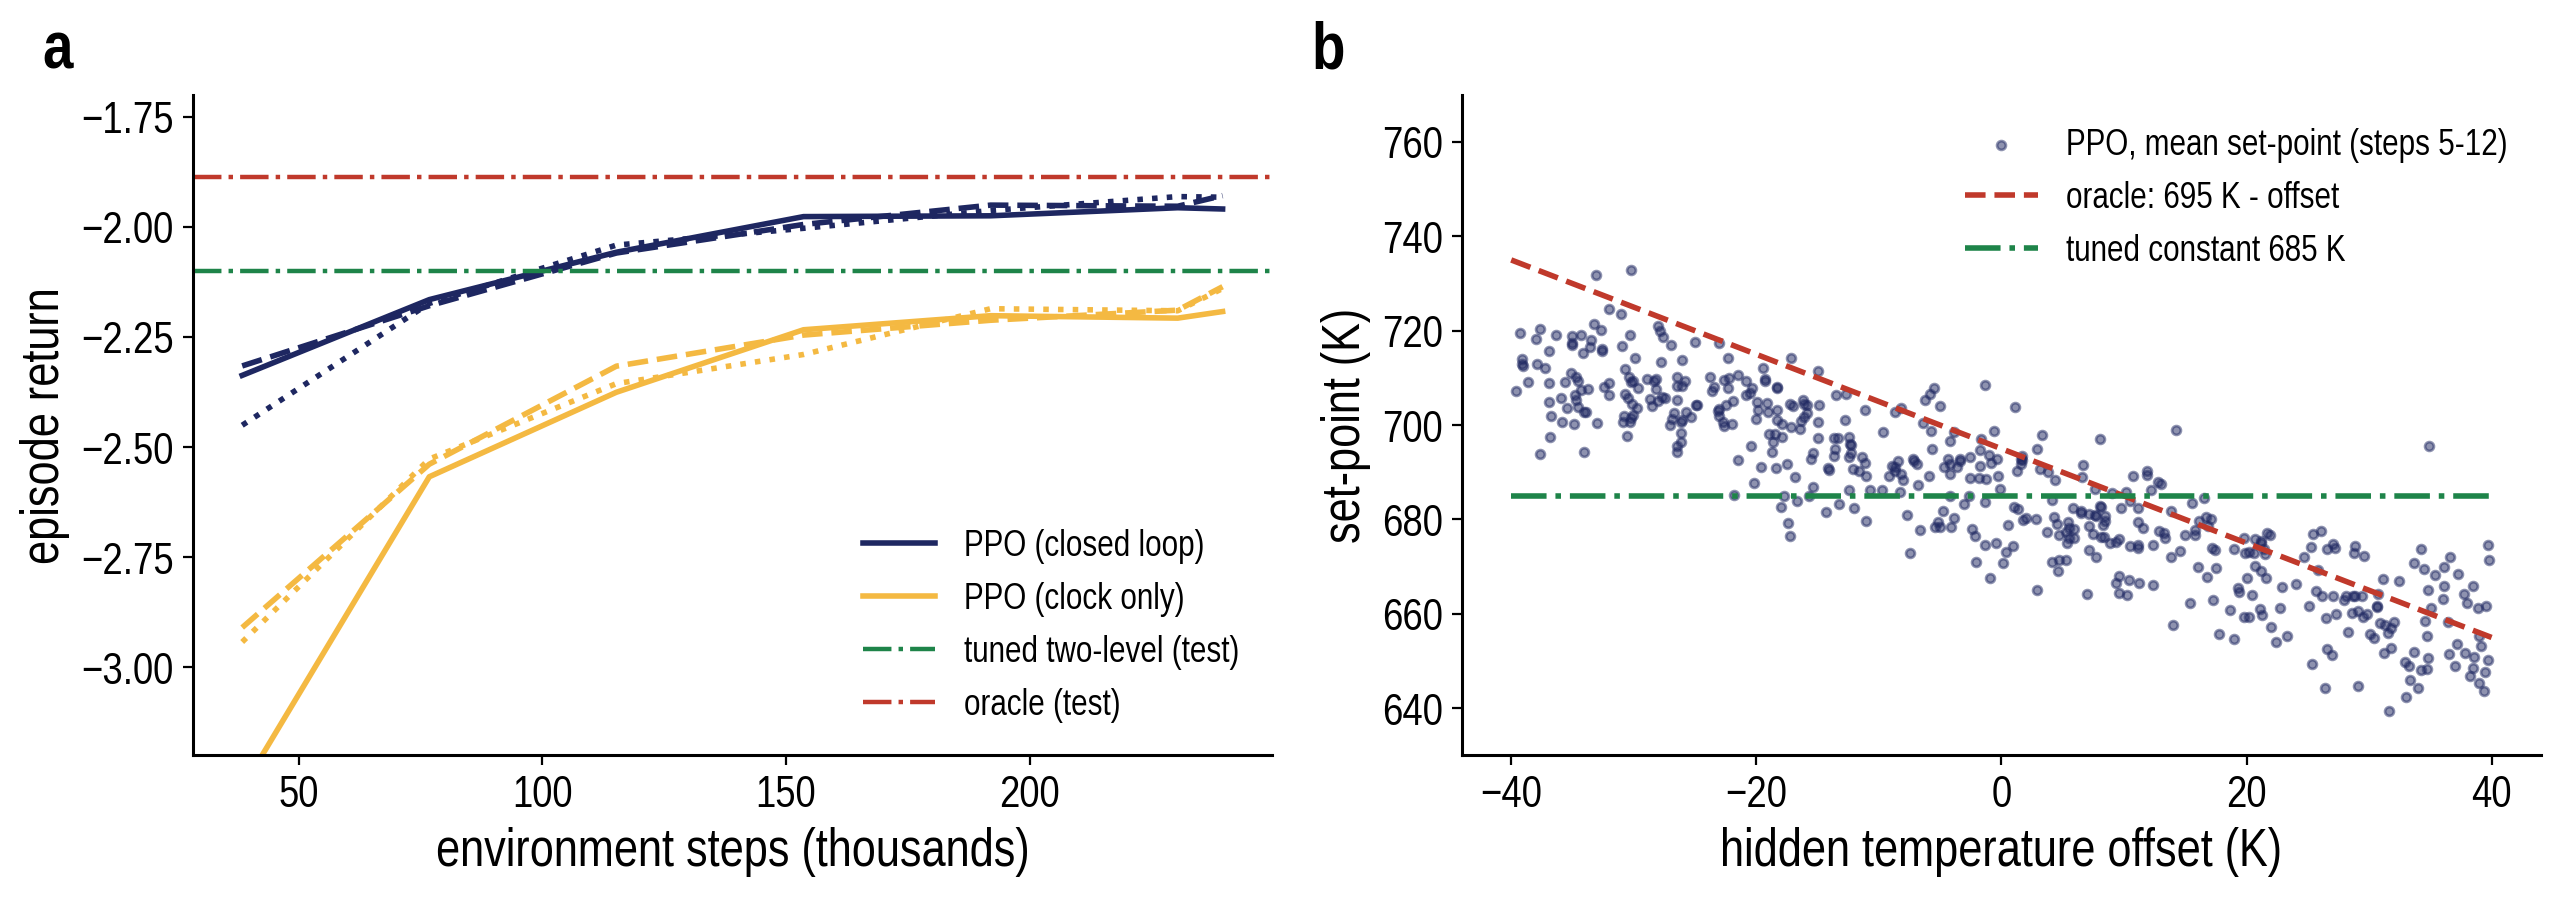 a
−1.75
−2.00
−2.25
−2.50
−2.75
−3.00
episode return
50
100
150
200
environment steps (thousands)
PPO (closed loop)
PPO (clock only)
tuned two-level (test)
oracle (test)
b
760
740
720
700
680
660
640
set-point (K)
−40
−20
0
20
40
hidden temperature offset (K)
PPO, mean set-point (steps 5-12)
oracle: 695 K - offset
tuned constant 685 K